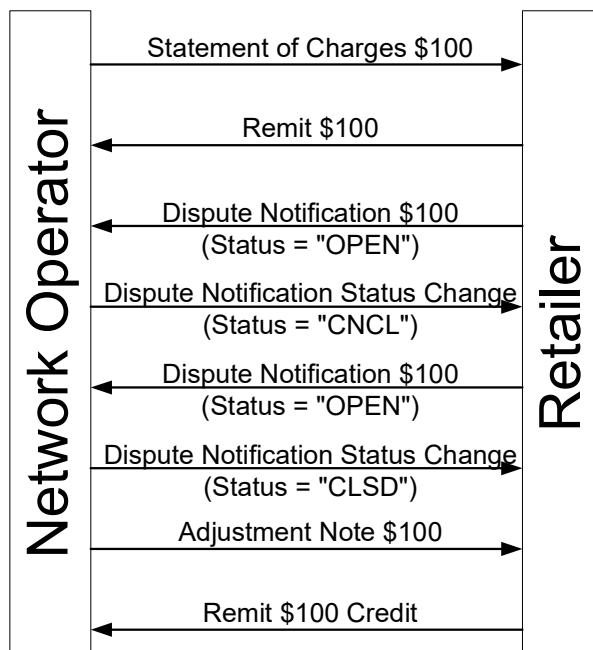 Network Operator
Retailer
Statement of Charges $100
Remit $100
Dispute Notification $100
(Status = "OPEN")
Dispute Notification Status Change
(Status = "CNCL")
Dispute Notification $100
(Status = "OPEN")
Dispute Notification Status Change
(Status = "CLSD")
Adjustment Note $100
Remit $100 Credit